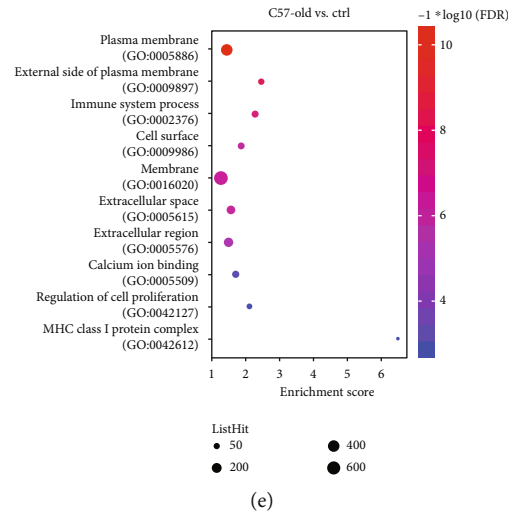 C57-old vs. ctrl
−1 *log10 (FDR)
Plasma membrane
(GO:0005886)
External side of plasma membrane
(GO:0009897)
Immune system process
(GO:0002376)
Cell surface
(GO:0009986)
Membrane
(GO:0016020)
Extracellular space
(GO:0005615)
Extracellular region
(GO:0005576)
Calcium ion binding
(GO:0005509)
Regulation of cell proliferation
(GO:0042127)
MHC class I protein complex
(GO:0042612)
10
8
6
4
1 2 3 4 5 6
Enrichment score
ListHit
50 400
200 600
(e)